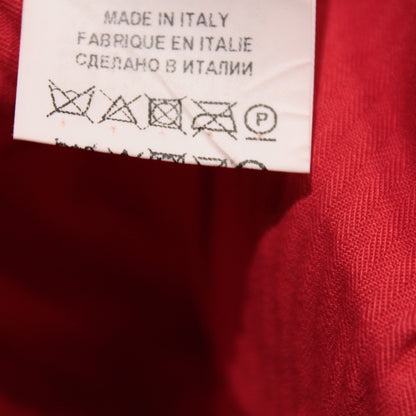 MADE IN ITALY
FABRIQUE EN ITALIE
СДЕЛАНО В ИТАЛИИ
P